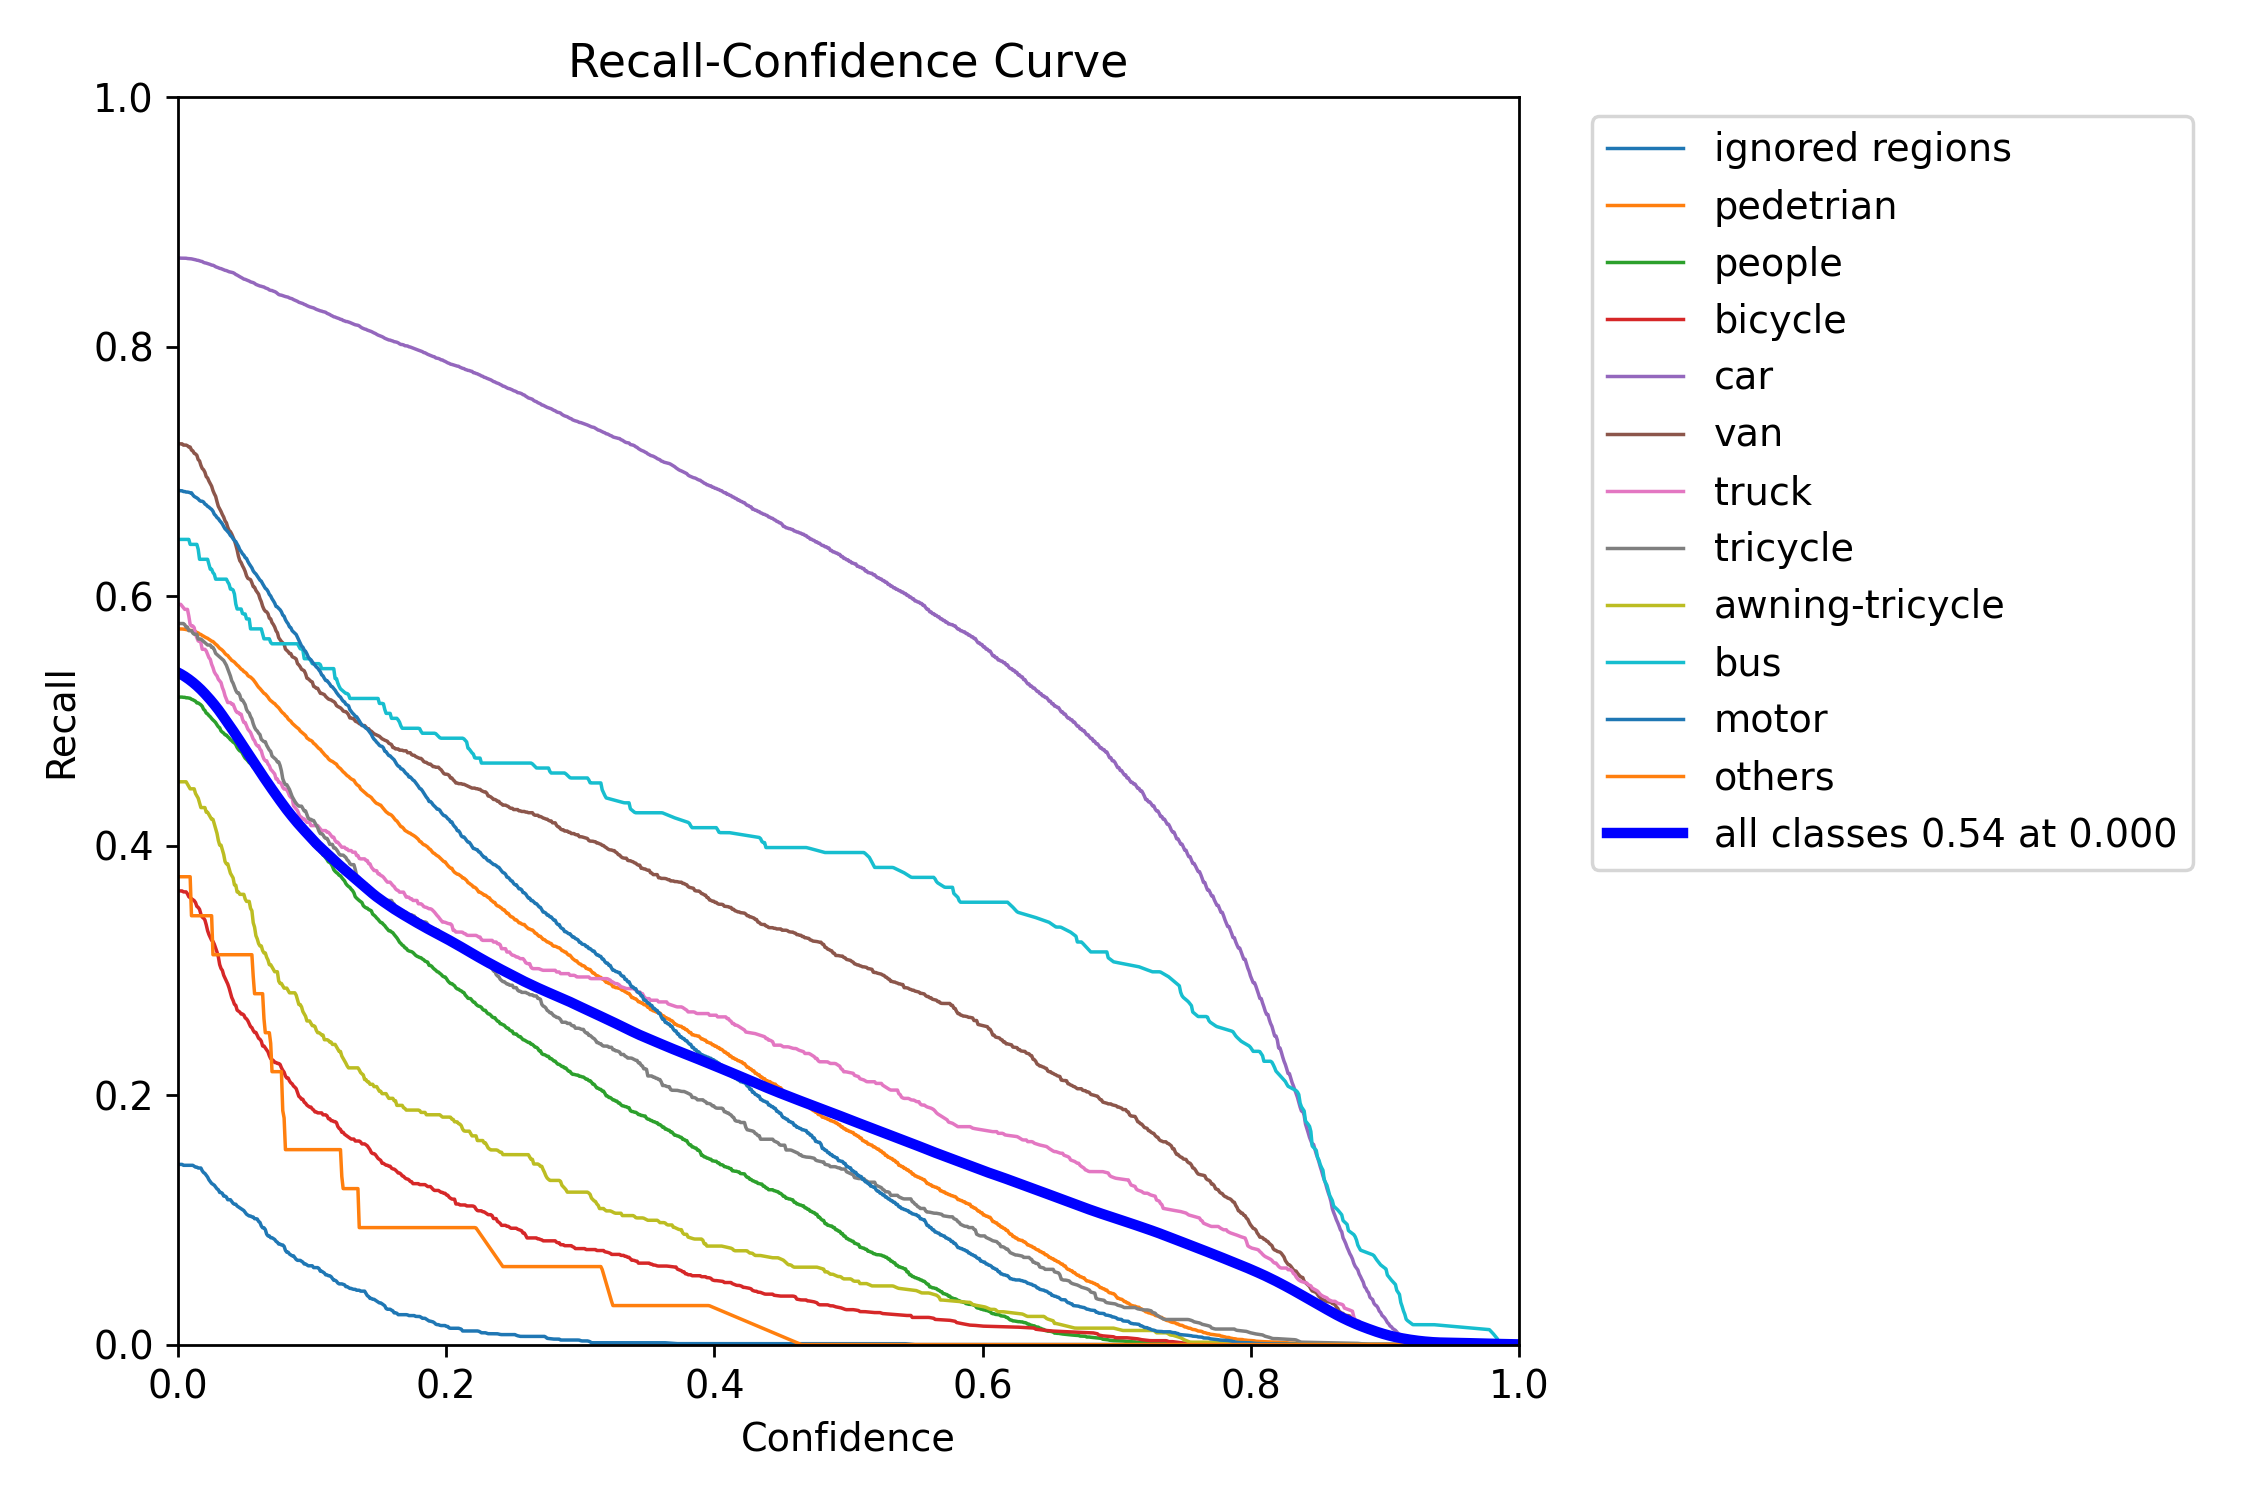 Recall-Confidence Curve
1.0
0.8
0.6
0.4
0.2
0.0
Recall
0.0 0.2 0.4 0.6 0.8 1.0
Confidence
ignored regions
pedetrian
people
bicycle
car
van
truck
tricycle
awning-tricycle
bus
motor
others
all classes 0.54 at 0.000